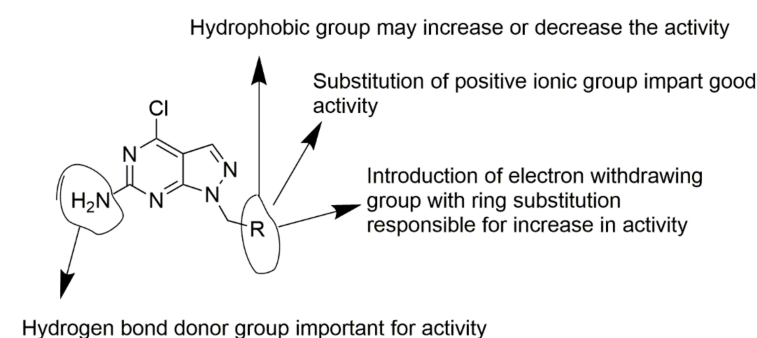 Hydrophobic group may increase or decrease the activity
Substitution of positive ionic group impart good
activity
Cl
N
N
H2N
N
N
R
Introduction of electron withdrawing
group with ring substitution
responsible for increase in activity
Hydrogen bond donor group important for activity